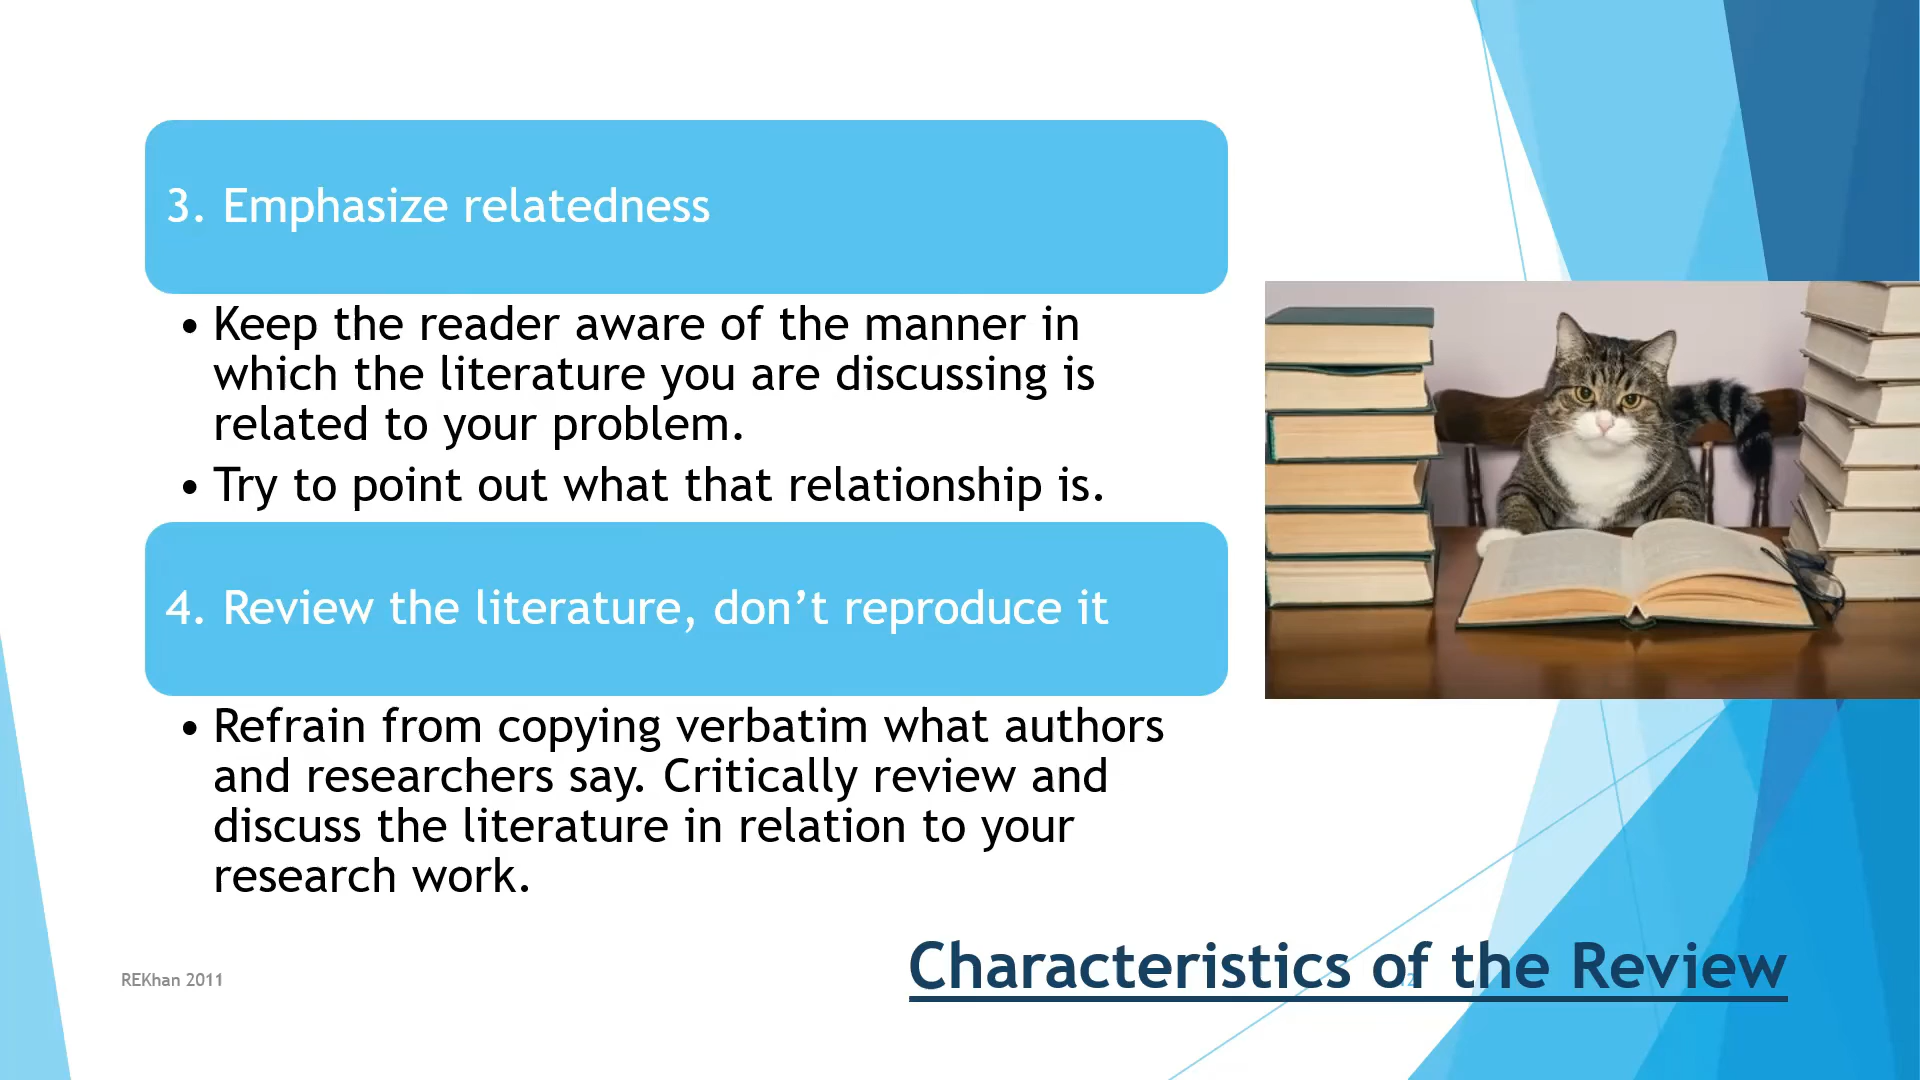 3. Emphasize relatedness
• Keep the reader aware of the manner in
which the literature you are discussing is
related to your problem.
• Try to point out what that relationship is.
4. Review the literature, don’t reproduce it
• Refrain from copying verbatim what authors
and researchers say. Critically review and
discuss the literature in relation to your
research work.
REKhan 2011
Characteristics of the Review